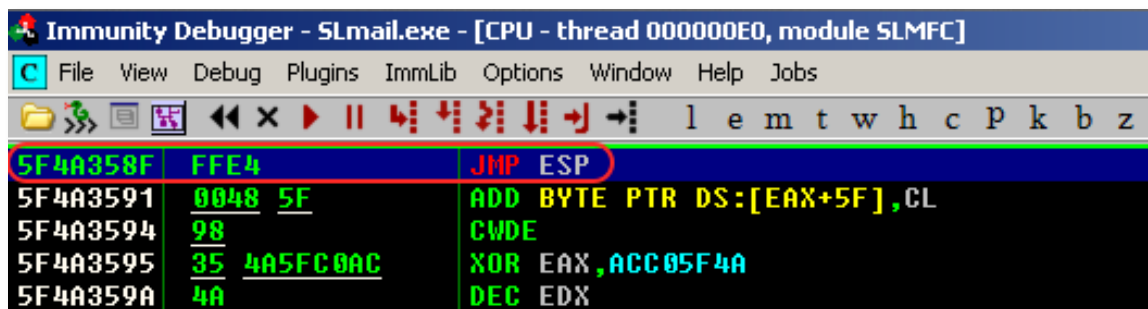 Immunity Debugger - SLmail.exe - [CPU - thread 000000E0, module SLMFC]
C File View Debug Plugins ImmLib Options Window Help Jobs
l e m t w h c P k b z
5F4A358F FFE4 JMP ESP
5F4A3591 0048 5F ADD BYTE PTR DS:[EAX+5F],CL
5F4A3594 98 CWDE
5F4A3595 35 4A5FC0AC XOR EAX,ACC05F4A
5F4A359A 4A DEC EDX